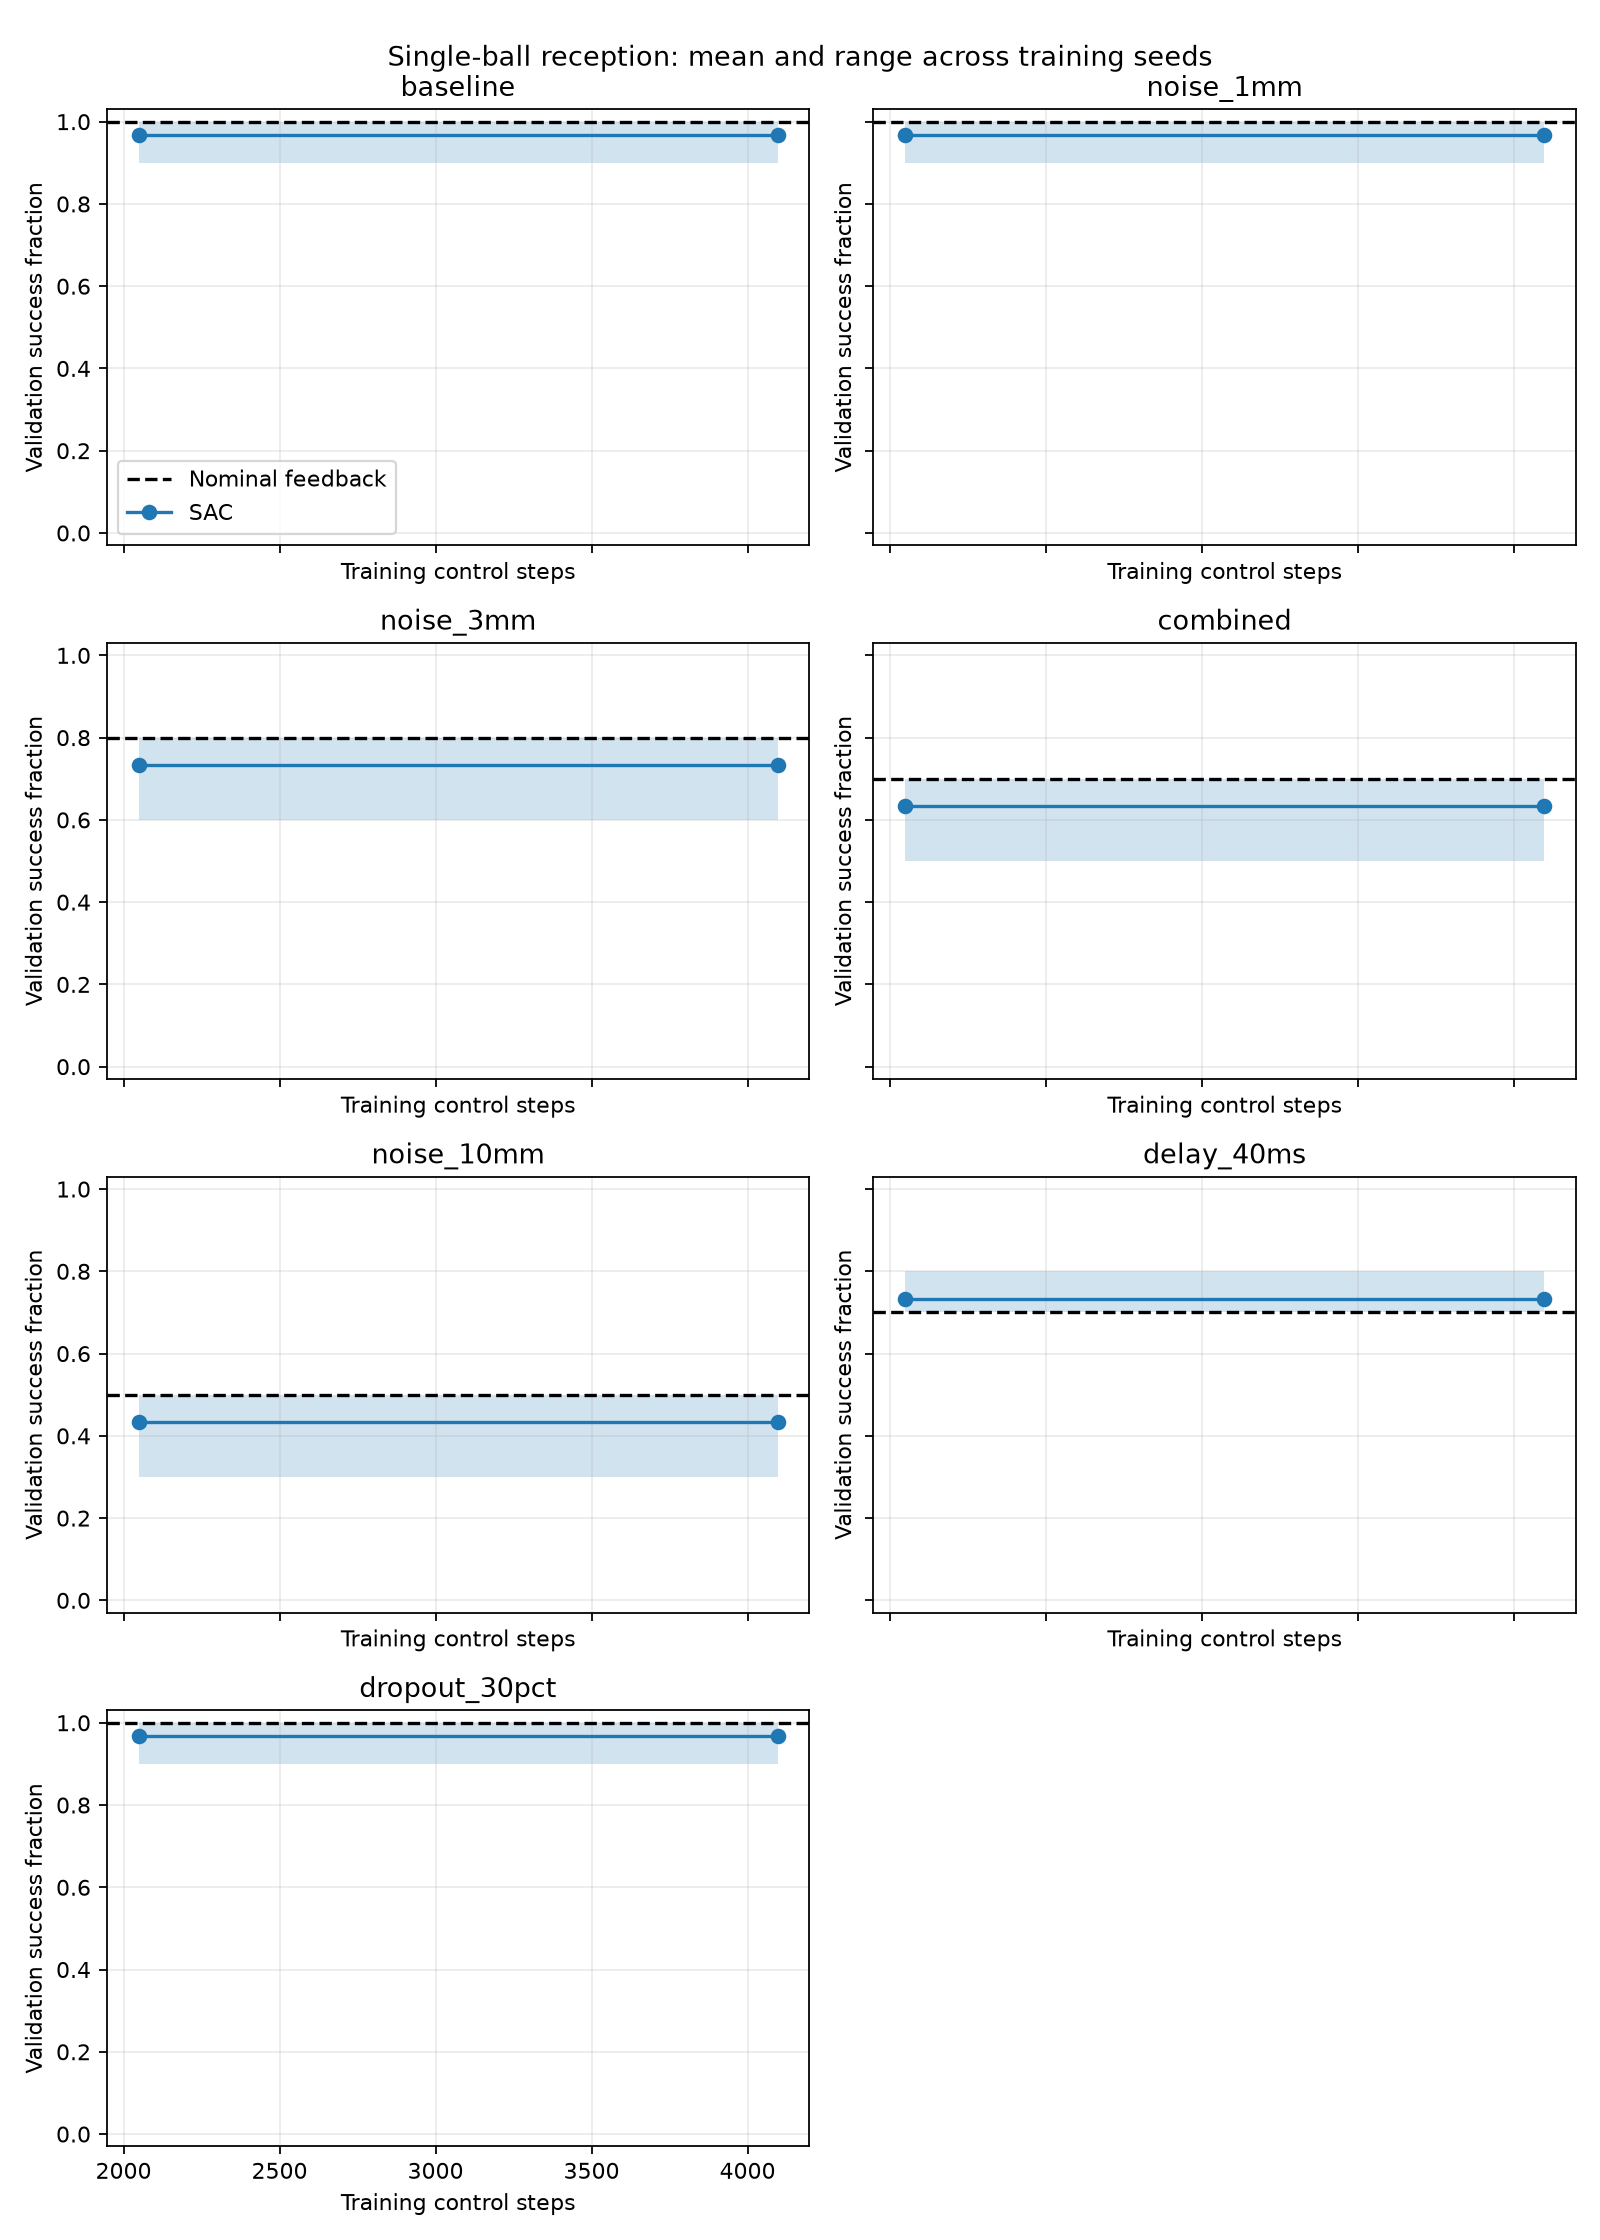 Single-ball reception: mean and range across training seeds
baseline
Validation success fraction
1.0
0.8
0.6
0.4
0.2
0.0
Nominal feedback
SAC
Training control steps
noise_1mm
Validation success fraction
Training control steps
noise_3mm
Validation success fraction
1.0
0.8
0.6
0.4
0.2
0.0
Training control steps
combined
Validation success fraction
Training control steps
noise_10mm
Validation success fraction
1.0
0.8
0.6
0.4
0.2
0.0
Training control steps
delay_40ms
Validation success fraction
Training control steps
dropout_30pct
Validation success fraction
1.0
0.8
0.6
0.4
0.2
0.0
2000 2500 3000 3500 4000
Training control steps